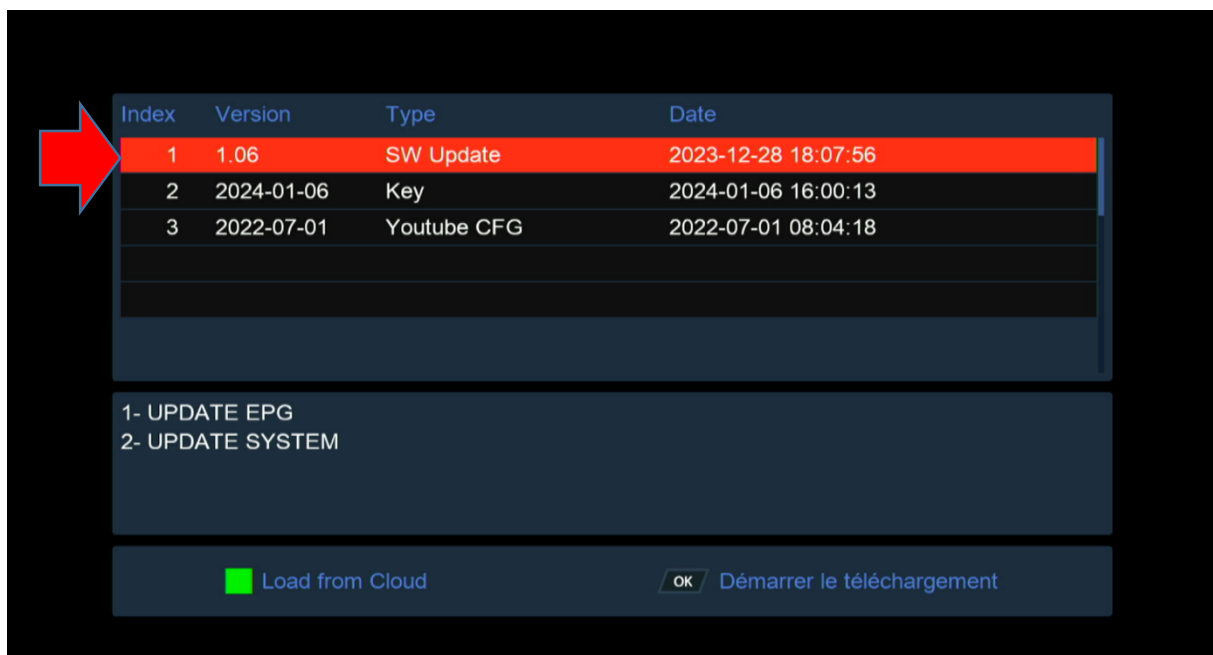 Index Version Type Date
1 1.06 SW Update 2023-12-28 18:07:56
2 2024-01-06 Key 2024-01-06 16:00:13
3 2022-07-01 Youtube CFG 2022-07-01 08:04:18
1- UPDATE EPG
2- UPDATE SYSTEM
Load from Cloud OK Démarrer le téléchargement